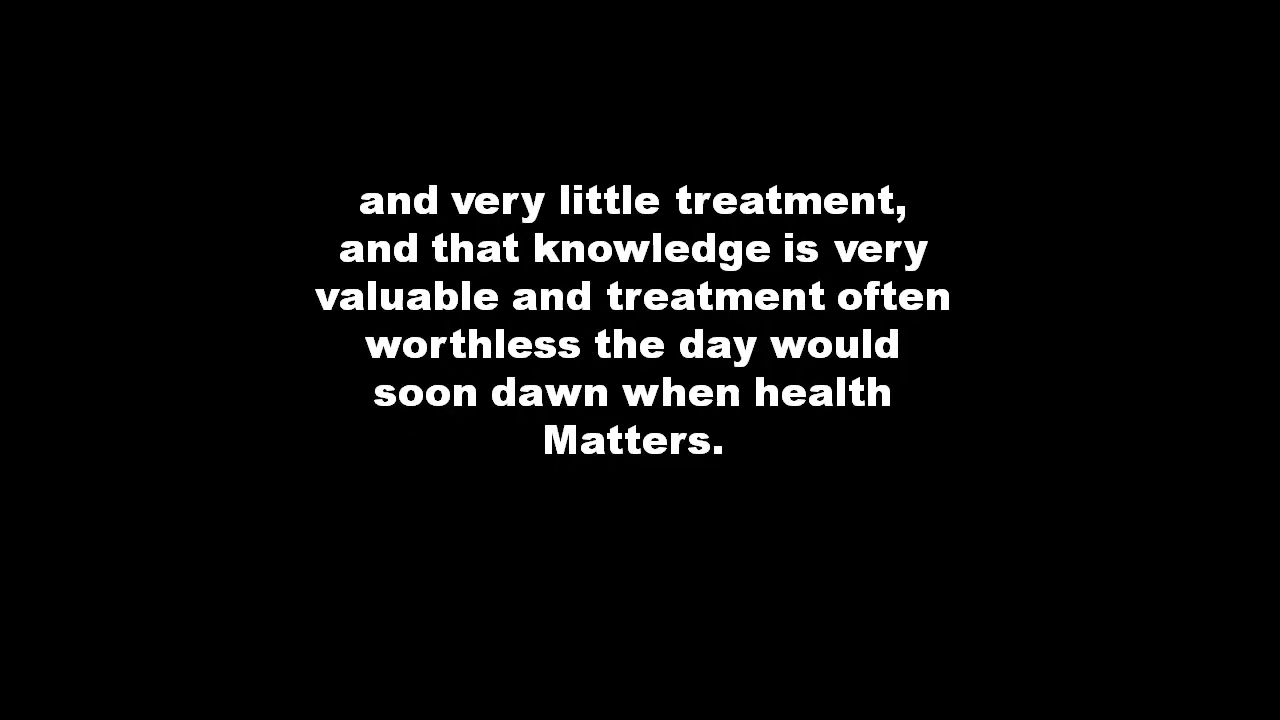 and very little treatment,
and that knowledge is very
valuable and treatment often
worthless the day would
soon dawn when health
Matters.